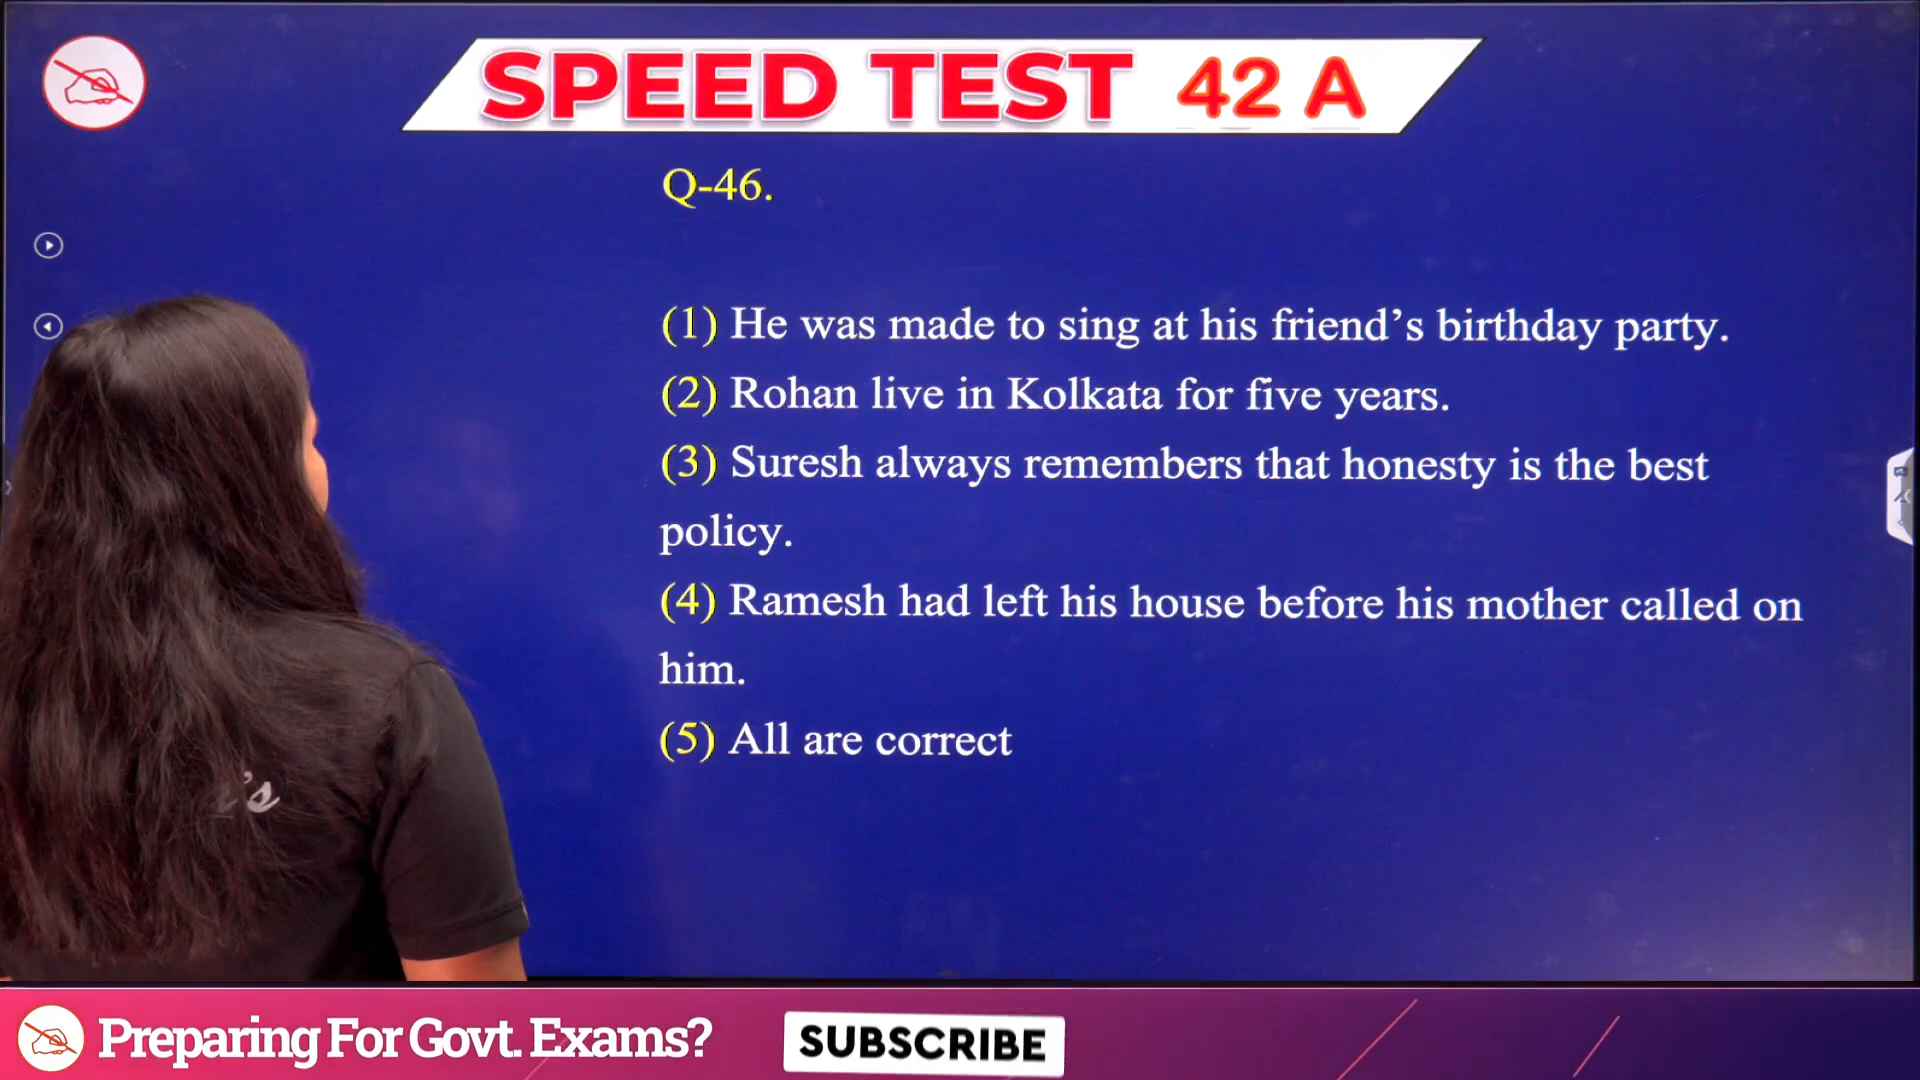 SPEED TEST 42 A
Q-46.
(1) He was made to sing at his friend’s birthday party.
(2) Rohan live in Kolkata for five years.
(3) Suresh always remembers that honesty is the best
policy.
(4) Ramesh had left his house before his mother called on
him.
(5) All are correct
's
Preparing For Govt. Exams?
SUBSCRIBE